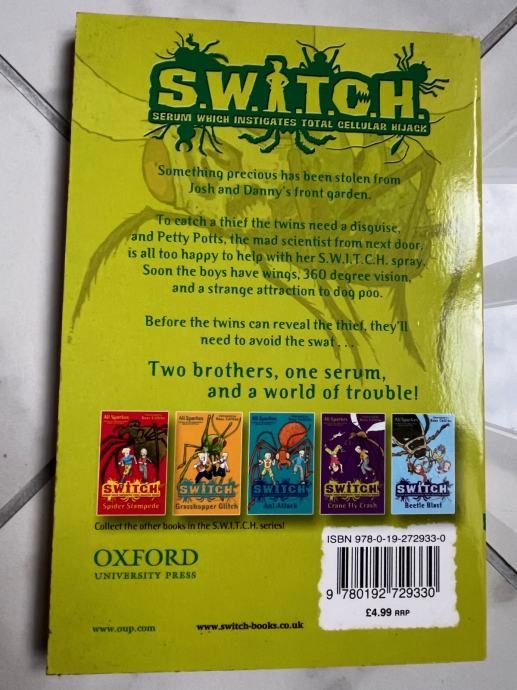 S.W.I.T.C.H.
SERUM WHICH INSTIGATES TOTAL CELLULAR HIJACK
Something precious has been stolen from
Josh and Danny's front garden.
To catch a thief the twins need a disguise,
and Petty Potts, the mad scientist from next door,
is all too happy to help with her S.W.I.T.C.H. spray.
Soon the boys have wings, 360 degree vision,
and a strange attraction to dog poo.
Before the twins can reveal the thief, they'll
need to avoid the swat . . .
Two brothers, one serum,
and a world of trouble!
Ali Sparkes
S.W.I.T.C.H
Spider Stampede
Ali Sparkes
S.W.I.T.C.H
Grasshopper Glitch
Ali Sparkes
S.W.I.T.C.H
Ant Attack
Ali Sparkes
S.W.I.T.C.H
Crane Fly Crash
Ali Sparkes
S.W.I.T.C.H
Beetle Blast
Collect the other books in the S.W.I.T.C.H. series!
OXFORD
UNIVERSITY PRESS
www.oup.com
www.switch-books.co.uk
ISBN 978-0-19-272933-0
9 780192 729330
£4.99 RRP